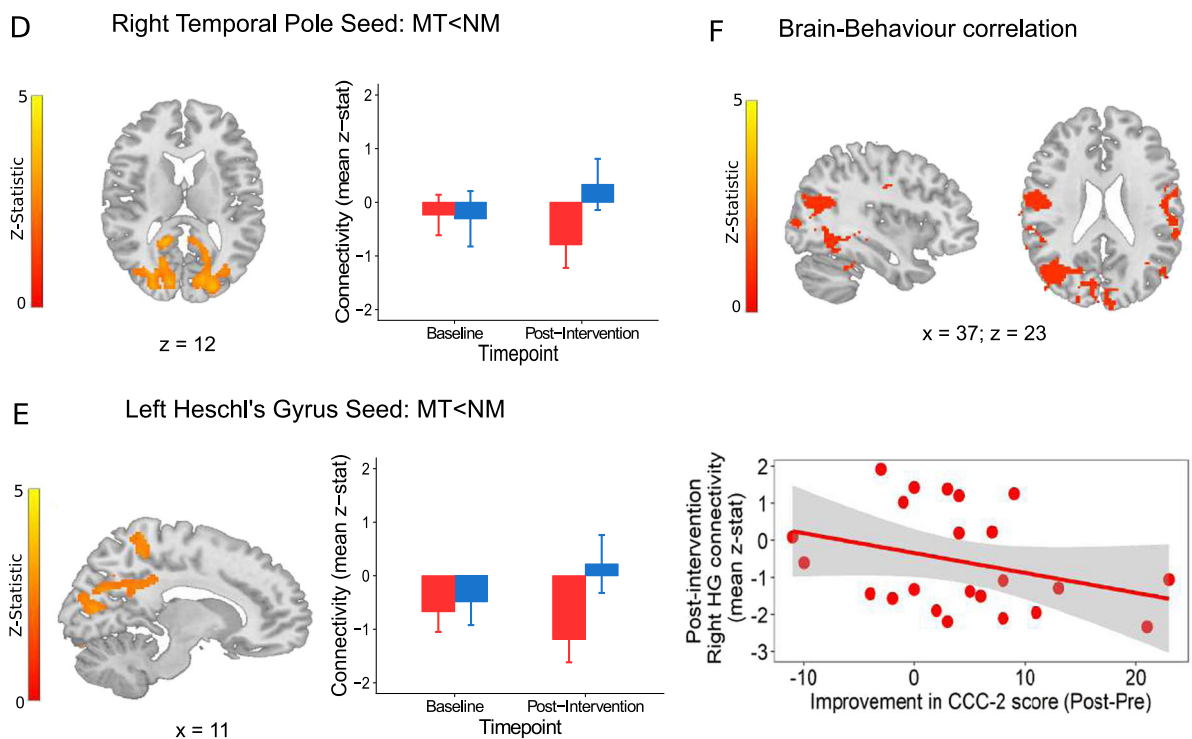 D Right Temporal Pole Seed: MT<NM
5
Z-Statistic
0
z = 12
Connectivity (mean z-stat)
2
1
0
-1
-2
Baseline Post-Intervention
Timepoint
E Left Heschl's Gyrus Seed: MT<NM
5
Z-Statistic
0
x = 11
Connectivity (mean z-stat)
2
1
0
-1
-2
Baseline Post-Intervention
Timepoint
F Brain-Behaviour correlation
5
Z-Statistic
0
x = 37; z = 23
Post-intervention
Right HG connectivity
(mean z-stat)
2
1
0
-1
-2
-3
-10 0 10 20
Improvement in CCC-2 score (Post-Pre)